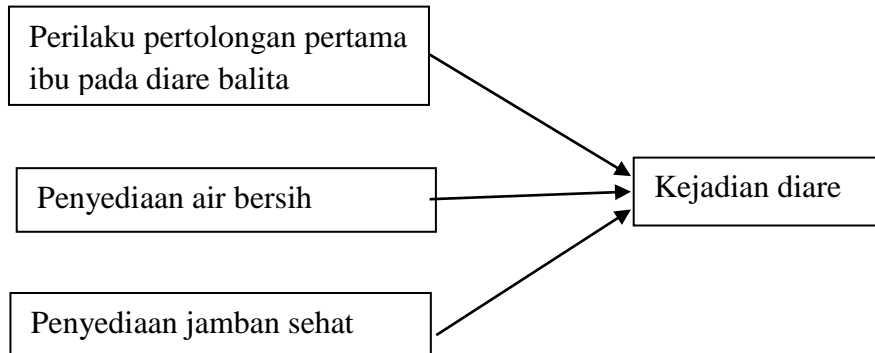 Perilaku pertolongan pertama
ibu pada diare balita
Penyediaan air bersih
Kejadian diare
Penyediaan jamban sehat